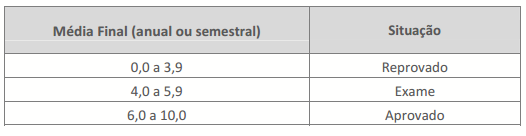 Média Final (anual ou semestral) Situação
0,0 a 3,9 Reprovado
4,0 a 5,9 Exame
6,0 a 10,0 Aprovado